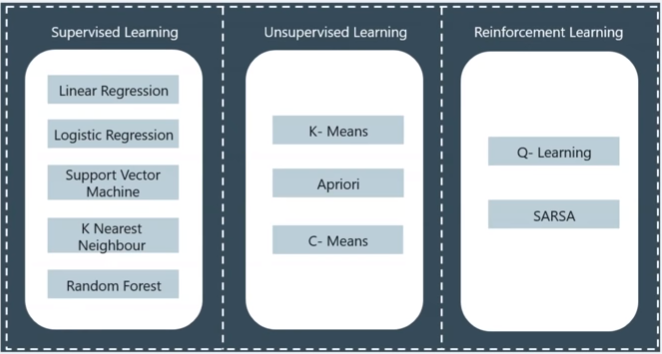 Supervised Learning
Linear Regression
Logistic Regression
Support Vector
Machine
K Nearest
Neighbour
Random Forest
Unsupervised Learning
K- Means
Apriori
C- Means
Reinforcement Learning
Q- Learning
SARSA